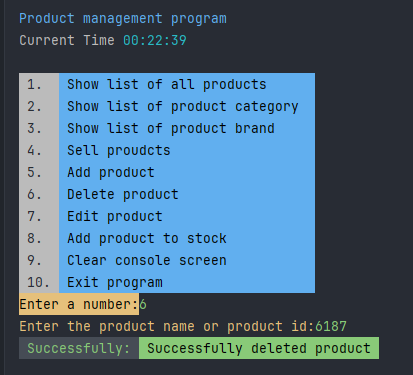 Product management program
Current Time 00:22:39
1. Show list of all products
2. Show list of product category
3. Show list of product brand
4. Sell proudcts
5. Add product
6. Delete product
7. Edit product
8. Add product to stock
9. Clear console screen
10. Exit program
Enter a number:6
Enter the product name or product id:6187
Successfully: Successfully deleted product